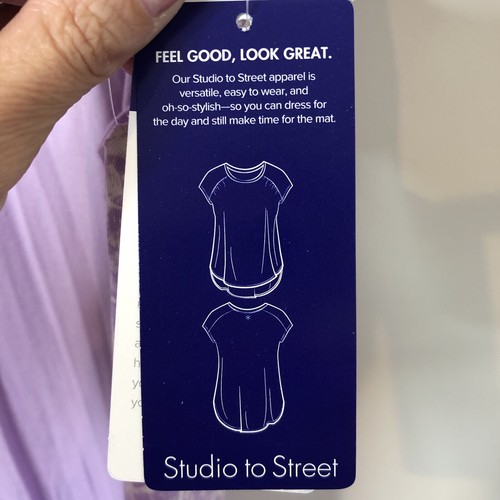 FEEL GOOD, LOOK GREAT.
Our Studio to Street apparel is
versatile, easy to wear, and
oh-so-stylish—so you can dress for
the day and still make time for the mat.
Studio to Street